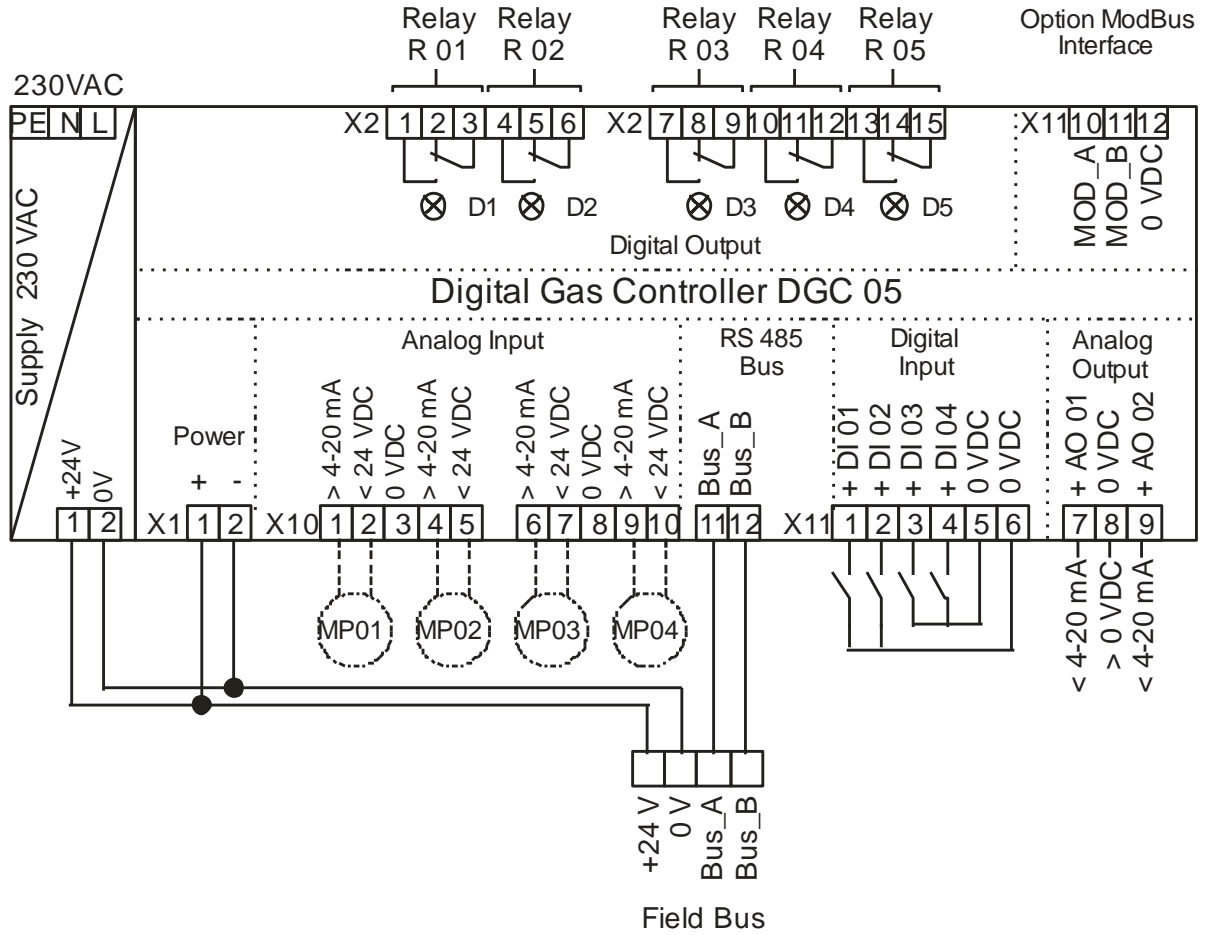 Relay Relay Relay Relay Relay Option ModBus
R 01 R 02 R 03 R 04 R 05 Interface
230VAC
PE N L X2 1 2 3 4 5 6 X2 7 8 9 10 11 12 13 14 15 X11 10 11 12
MOD_A
MOD_B
0 VDC
D1 D2 D3 D4 D5
Digital Output
Supply 230 VAC
Digital Gas Controller DGC 05
Analog Input RS 485 Digital Analog
Bus Input Output
Power
+ -
+24V
0V
> 4-20 mA
< 24 VDC
0 VDC
> 4-20 mA
< 24 VDC
> 4-20 mA
< 24 VDC
0 VDC
> 4-20 mA
< 24 VDC
Bus_A
Bus_B
+ DI 01
+ DI 02
+ DI 03
+ DI 04
0 VDC
0 VDC
+ AO 01
0 VDC
+ AO 02
1 2 X1 1 2 X10 1 2 3 4 5 6 7 8 9 10 11 12 X11 1 2 3 4 5 6 7 8 9
< 4-20 mA
> 0 VDC
< 4-20 mA
MP01 MP02 MP03 MP04
+24 V
0 V
Bus_A
Bus_B
Field Bus